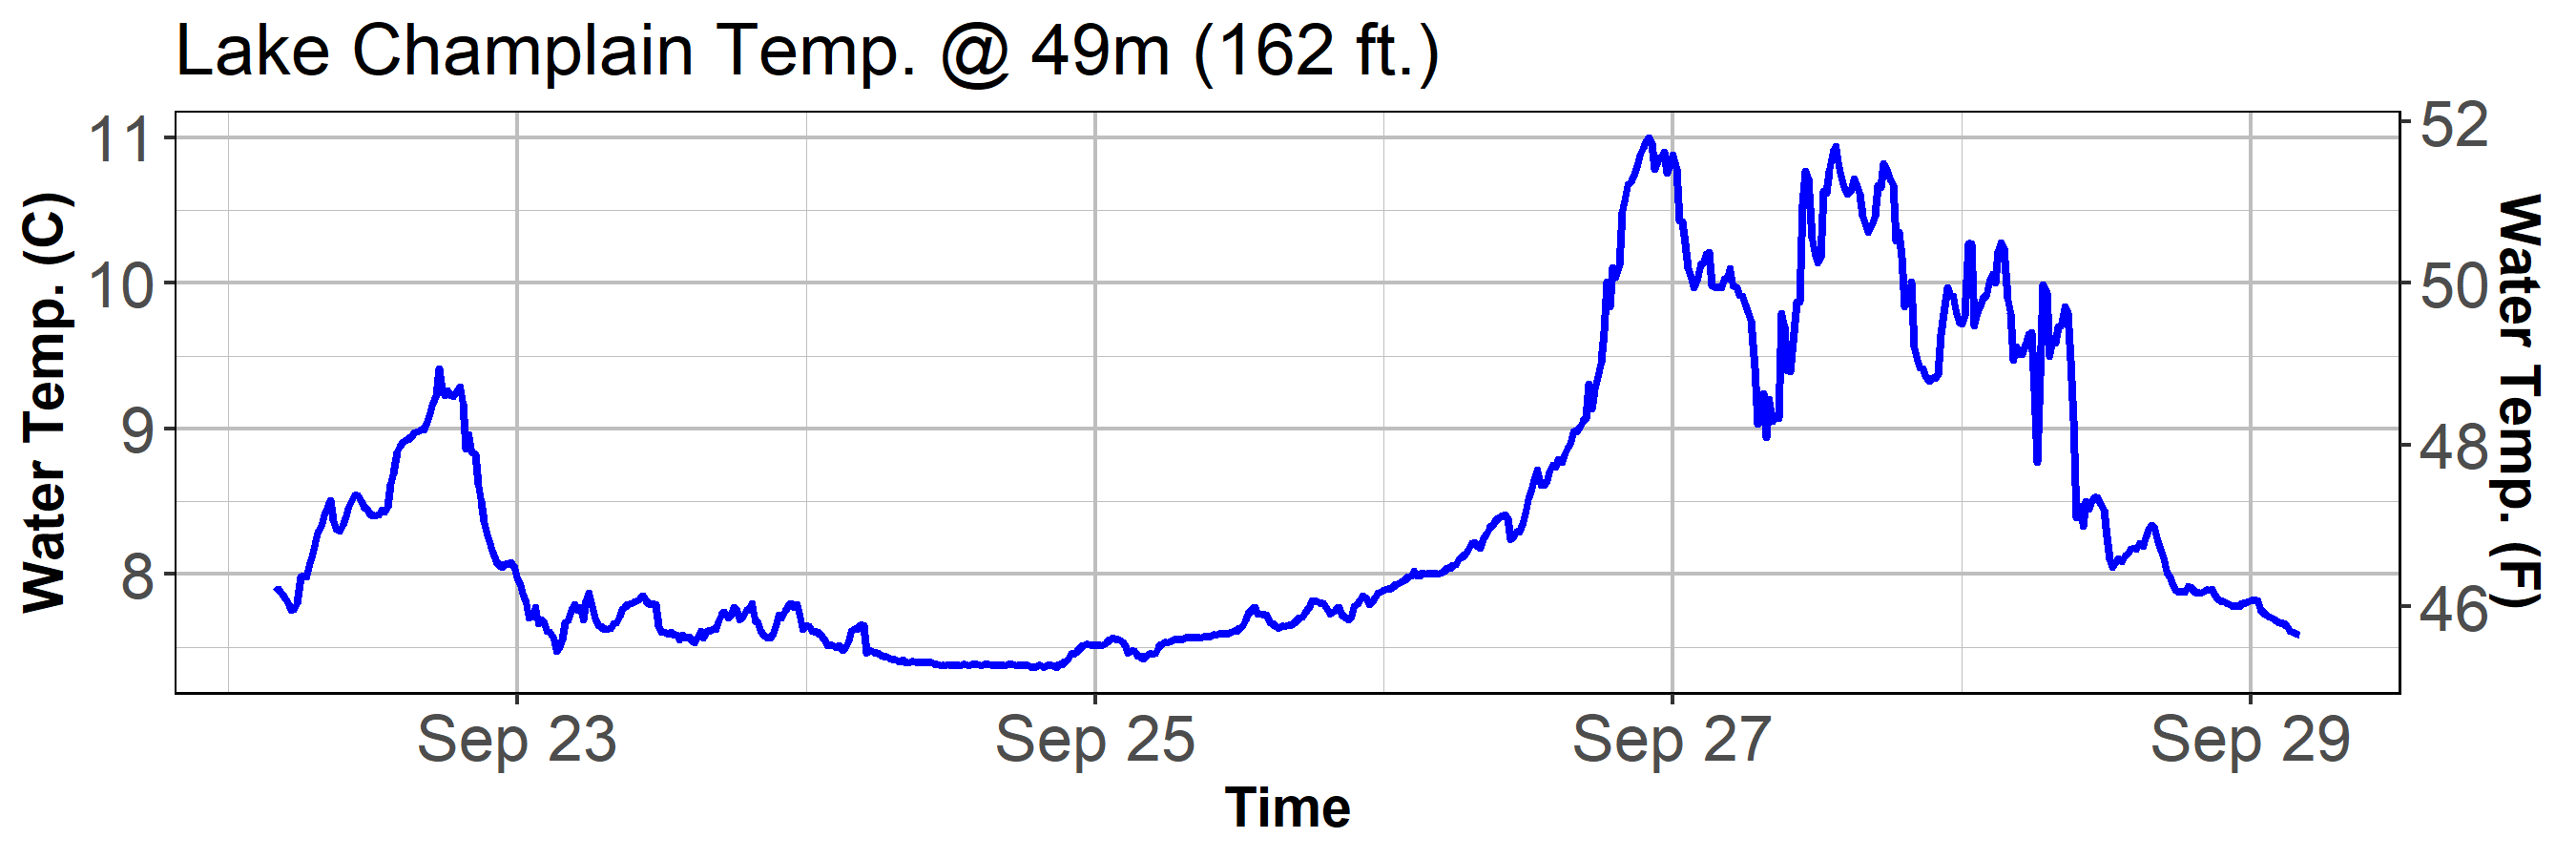 Lake Champlain Temp. @ 49m (162 ft.)
Water Temp. (C)
11
10
9
8
52
50
48
46
Water Temp. (F)
Sep 23
Sep 25
Sep 27
Sep 29
Time